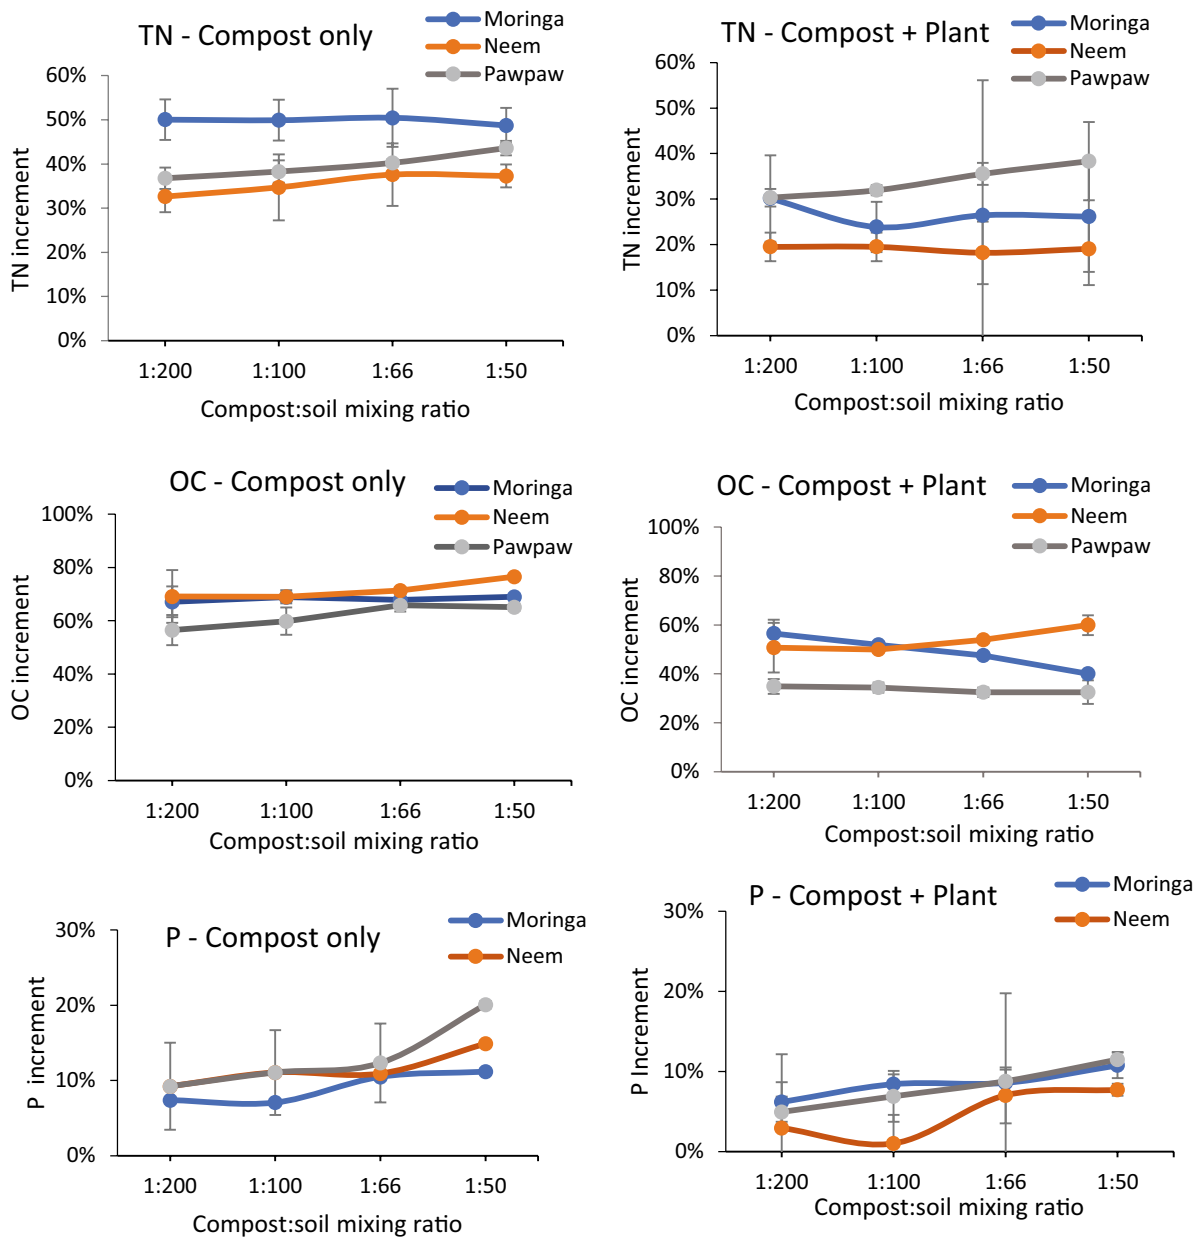 TN - Compost only
Moringa
Neem
Pawpaw
60%
50%
40%
30%
20%
10%
0%
TN increment
1:200 1:100 1:66 1:50
Compost:soil mixing ratio
TN - Compost + Plant
Moringa
Neem
Pawpaw
60%
50%
40%
30%
20%
10%
0%
TN increment
1:200 1:100 1:66 1:50
Compost:soil mixing ratio
OC - Compost only
Moringa
Neem
Pawpaw
100%
80%
60%
40%
20%
0%
OC increment
1:200 1:100 1:66 1:50
Compost:soil mixing ratio
OC - Compost + Plant
Moringa
Neem
Pawpaw
100%
80%
60%
40%
20%
0%
OC increment
1:200 1:100 1:66 1:50
Compost:soil mixing ratio
P - Compost only
Moringa
Neem
30%
20%
10%
0%
P increment
1:200 1:100 1:66 1:50
Compost:soil mixing ratio
P - Compost + Plant
Moringa
Neem
30%
20%
10%
0%
P Increment
1:200 1:100 1:66 1:50
Compost:soil mixing ratio